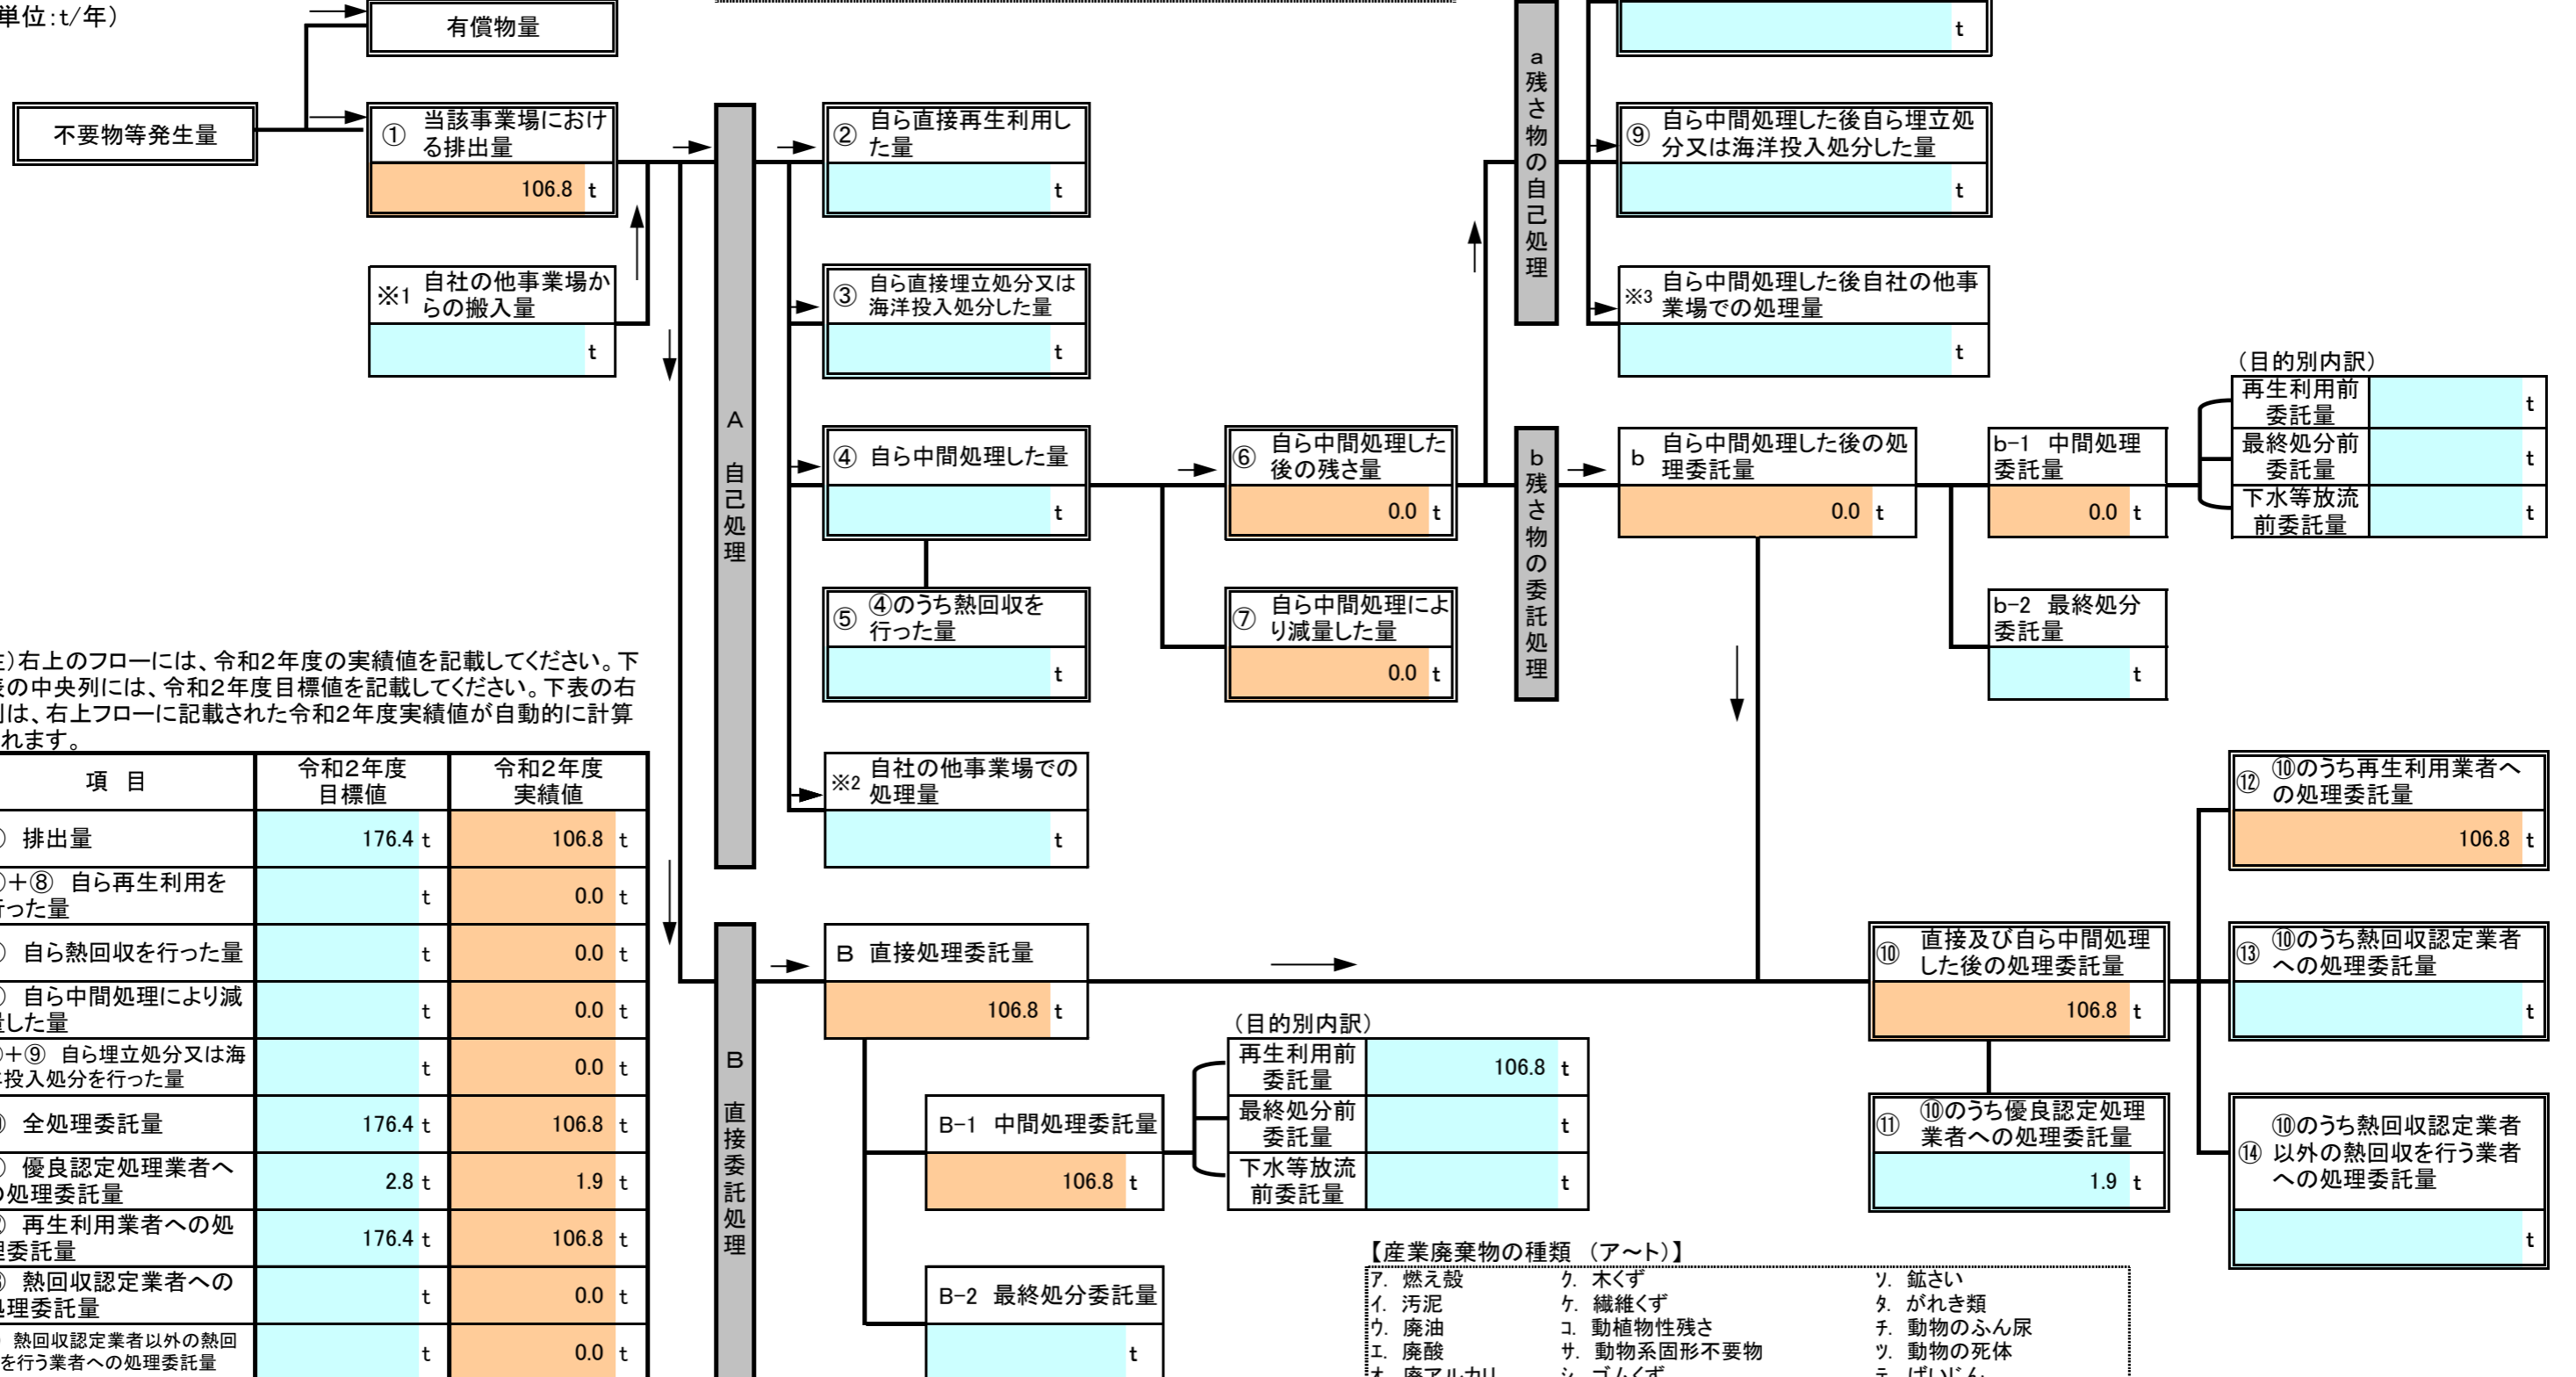 単位:t/年)
有償物量
不要物等発生量
① 当該事業場におけ
る排出量
106.8 t
※1 自社の他事業場か
らの搬入量
t
A 自己処理
② 自ら直接再生利用し
た量
t
③ 自ら直接埋立処分又は
海洋投入処分した量
t
④ 自ら中間処理した量
t
⑤ ④のうち熱回収を
行った量
t
※2 自社の他事業場での
処理量
t
⑥ 自ら中間処理した
後の残さ量
0.0 t
⑦ 自ら中間処理によ
り減量した量
0.0 t
a 残さ物の自己処理
t
⑨ 自ら中間処理した後自ら埋立処
分又は海洋投入処分した量
t
※3 自ら中間処理した後自社の他事
業場での処理量
t
b 残さ物の委託処理
b 自ら中間処理した後の処
理委託量
0.0 t
b-1 中間処理
委託量
0.0 t
(目的別内訳)
再生利用前
委託量
t
最終処分前
委託量
t
下水等放流
前委託量
t
b-2 最終処分
委託量
t
)右上のフローには、令和2年度の実績値を記載してください。下
表の中央列には、令和2年度目標値を記載してください。下表の右
は、右上フローに記載された令和2年度実績値が自動的に計算
れます。
項 目
令和2年度
目標値
令和2年度
実績値
) 排出量 176.4 t 106.8 t
)+⑧ 自ら再生利用を
行った量 t 0.0 t
) 自ら熱回収を行った量 t 0.0 t
) 自ら中間処理により減
量した量 t 0.0 t
)+⑨ 自ら埋立処分又は海
洋投入処分を行った量 t 0.0 t
) 全処理委託量 176.4 t 106.8 t
) 優良認定処理業者へ
の処理委託量 2.8 t 1.9 t
) 再生利用業者への処
理委託量 176.4 t 106.8 t
) 熱回収認定業者への
処理委託量 t 0.0 t
熱回収認定業者以外の熱回
を行う業者への処理委託量 t 0.0 t
B 直接委託処理
B 直接処理委託量
106.8 t
B-1 中間処理委託量
106.8 t
(目的別内訳)
再生利用前
委託量
106.8 t
最終処分前
委託量
t
下水等放流
前委託量
t
B-2 最終処分委託量
t
⑩ 直接及び自ら中間処理
した後の処理委託量
106.8 t
⑪ ⑩のうち優良認定処理
業者への処理委託量
1.9 t
⑫ ⑩のうち再生利用業者へ
の処理委託量
106.8 t
⑬ ⑩のうち熱回収認定業者
への処理委託量
t
⑭ ⑩のうち熱回収認定業者
以外の熱回収を行う業者
への処理委託量
t
【産業廃棄物の種類 (ア～ト)】
ア. 燃え殻 ク. 木くず ソ. 鉱さい
イ. 汚泥 ケ. 繊維くず タ. がれき類
ウ. 廃油 コ. 動植物性残さ チ. 動物のふん尿
エ. 廃酸 サ. 動物系固形不要物 ツ. 動物の死体
オ. 廃アルカリ シ. ゴムくず テ. ばいじん